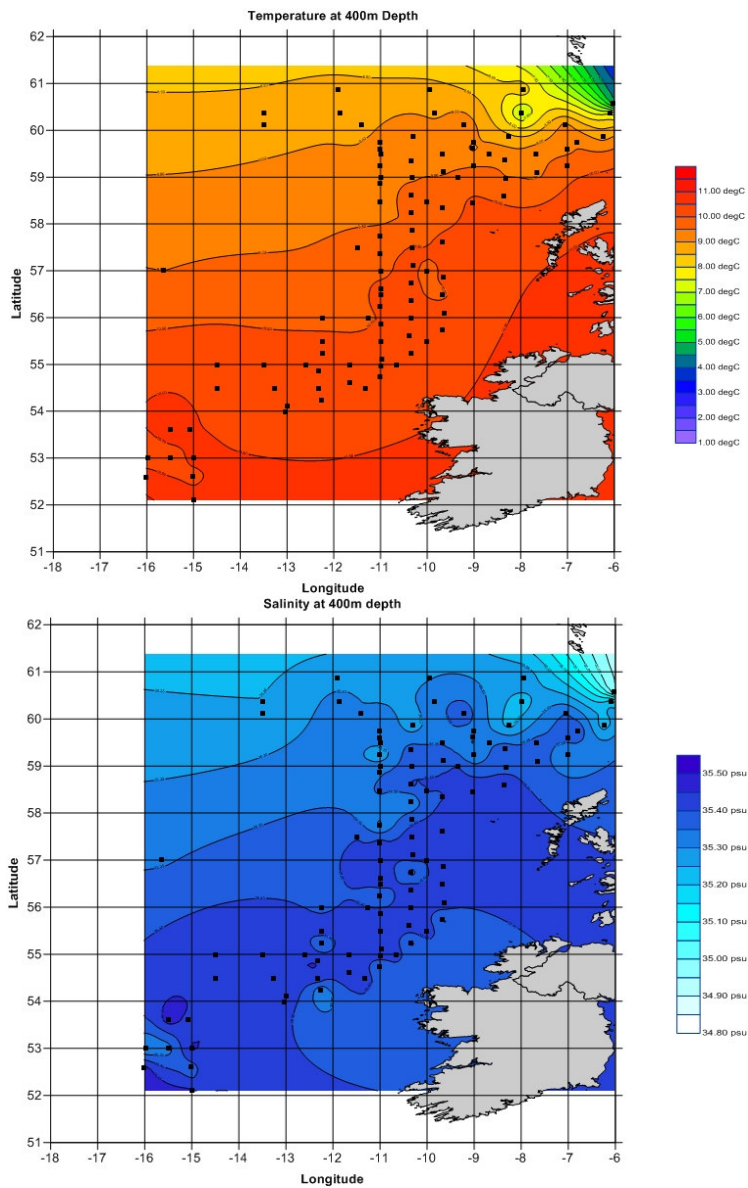 Temperature at 400m Depth
62
61
60
59
58
57
56
55
54
53
52
51
Latitude
-18 -17 -16 -15 -14 -13 -12 -11 -10 -9 -8 -7 -6
Longitude
11.00 degC
10.00 degC
9.00 degC
8.00 degC
7.00 degC
6.00 degC
5.00 degC
4.00 degC
3.00 degC
2.00 degC
1.00 degC
Salinity at 400m depth
62
61
60
59
58
57
56
55
54
53
52
51
Latitude
-18 -17 -16 -15 -14 -13 -12 -11 -10 -9 -8 -7 -6
Longitude
35.50 psu
35.40 psu
35.30 psu
35.20 psu
35.10 psu
35.00 psu
34.90 psu
34.80 psu